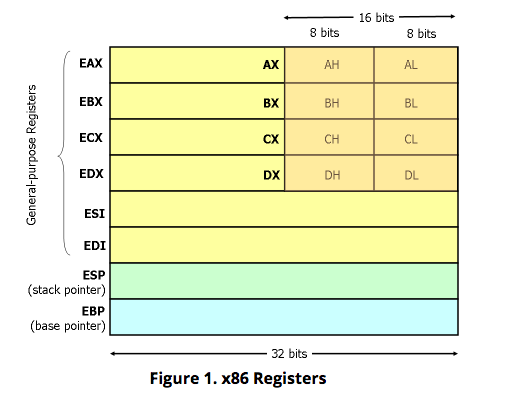 16 bits
8 bits 8 bits
EAX AX AH AL
EBX BX BH BL
ECX CX CH CL
EDX DX DH DL
ESI
EDI
General-purpose Registers
ESP
(stack pointer)
EBP
(base pointer)
32 bits
Figure 1. x86 Registers